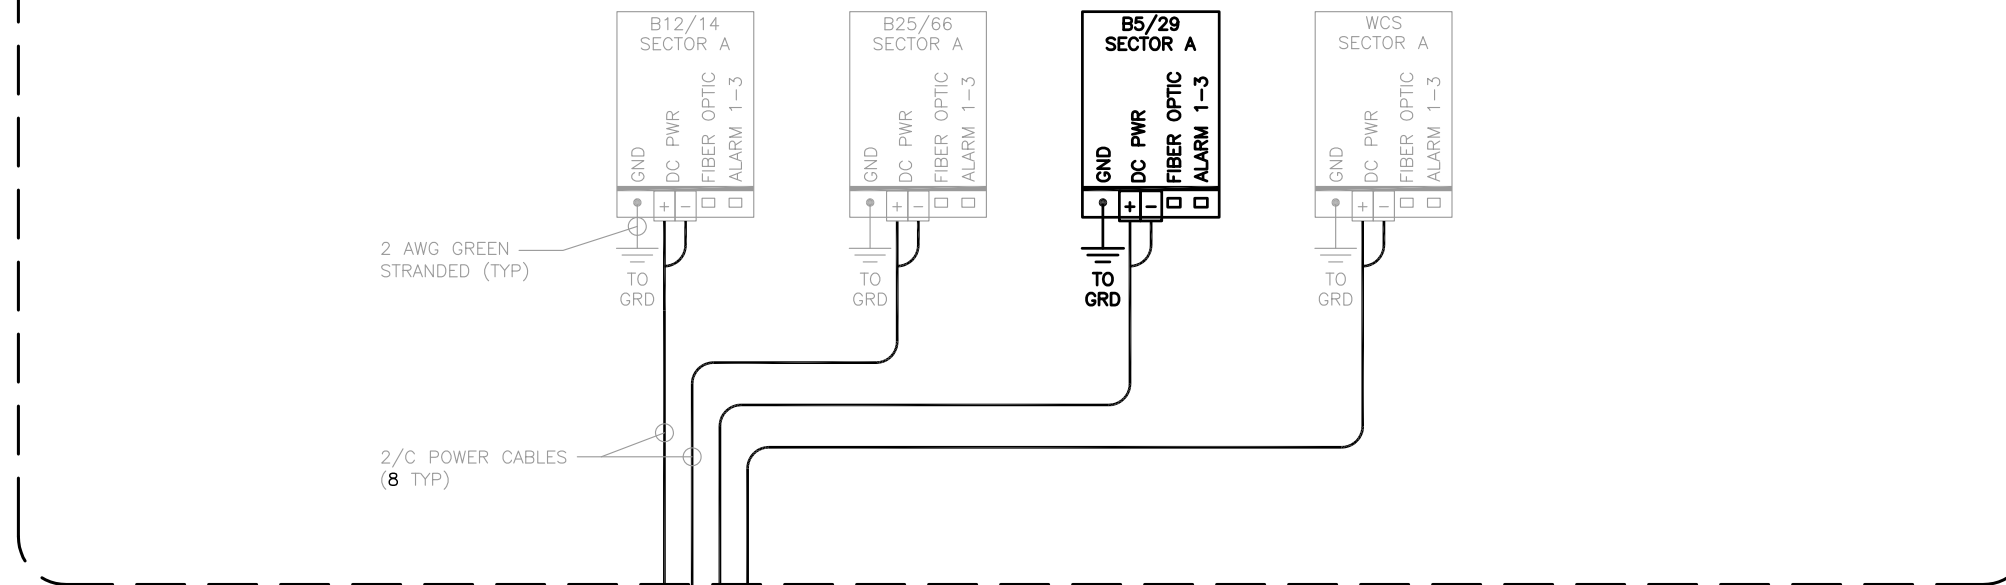 B12/14
SECTOR A
GND
DC PWR
FIBER OPTIC
ALARM 1-3
+ -
TO
GRD
B25/66
SECTOR A
GND
DC PWR
FIBER OPTIC
ALARM 1-3
+ -
TO
GRD
B5/29
SECTOR A
GND
DC PWR
FIBER OPTIC
ALARM 1-3
+ -
TO
GRD
WCS
SECTOR A
GND
DC PWR
FIBER OPTIC
ALARM 1-3
+ -
TO
GRD
2 AWG GREEN
STRANDED (TYP)
2/C POWER CABLES
(8 TYP)